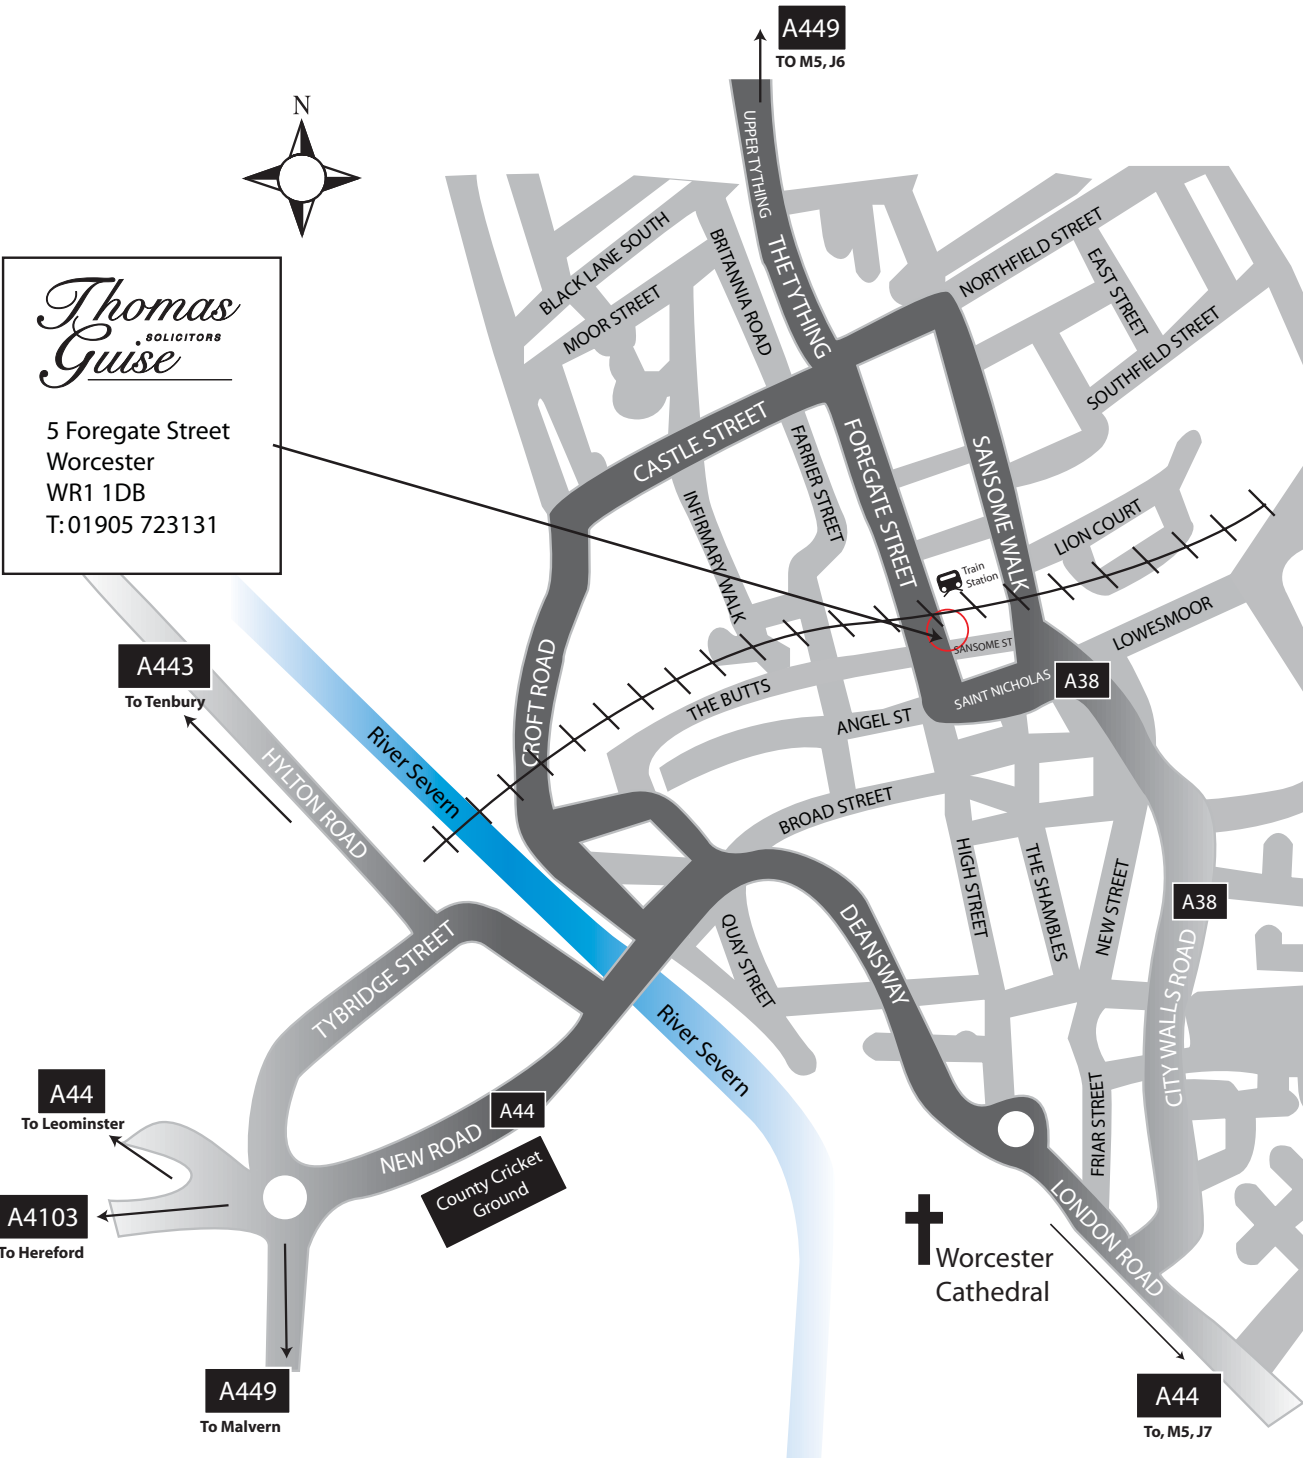 A449
TO M5, J6
N
UPPER TYTHING
THE TYTHING
BLACK LANE SOUTH
MOOR STREET
BRITANNIA ROAD
NORTHFIELD STREET
EAST STREET
SOUTHFIELD STREET
Thomas
SOLICITORS
Guise
5 Foregate Street
Worcester
WR1 1DB
T: 01905 723131
CASTLE STREET
FARRIER STREET
FOREGATE STREET
SANSOME WALK
INFIRMARY WALK
LION COURT
Train
Station
LOWESMOOR
SANSOME ST
SAINT NICHOLAS
A38
A443
To Tenbury
CROFT ROAD
THE BUTTS
ANGEL ST
River Severn
HYLTON ROAD
BROAD STREET
HIGH STREET
THE SHAMBLES
NEW STREET
A38
QUAY STREET
DEANSWAY
CITY WALLS ROAD
TYBRIDGE STREET
River Severn
A44
To Leominster
A44
NEW ROAD
County Cricket
Ground
FRIAR STREET
A4103
To Hereford
LONDON ROAD
Worcester
Cathedral
A449
To Malvern
A44
To, M5, J7